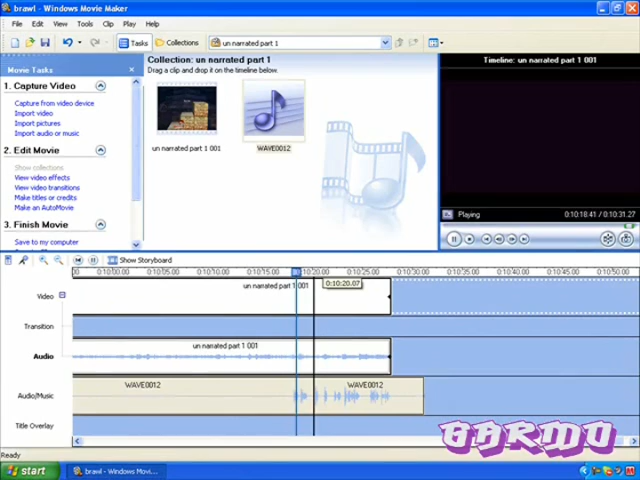 brawl - Windows Movie Maker
File Edit View Tools Clip Play Help
Tasks Collections un narrated part 1
Movie Tasks
1. Capture Video
Capture from video device
Import video
Import pictures
Import audio or music
2. Edit Movie
Show collections
View video effects
View video transitions
Make titles or credits
Make an AutoMovie
3. Finish Movie
Save to my computer
Collection: un narrated part 1
Drag a clip and drop it on the timeline below.
un narrated part 1 001
WAVE0012
Timeline: un narrated part 1 001
Playing
0:10:18.41 / 0:10:31.27
Show Storyboard
00 0:10:05.00 0:10:10.00 0:10:15.00 0:10:20.00 0:10:25.00 0:10:30.00 0:10:35.00 0:10:40.00 0:10:45.00 0:10:50.00
0:10:20.07
Video
un narrated part 1 001
Transition
Audio
un narrated part 1 001
Audio/Music
WAVE0012 WAVE0012
Title Overlay
GARMO
Ready
start
brawl - Windows Movi...